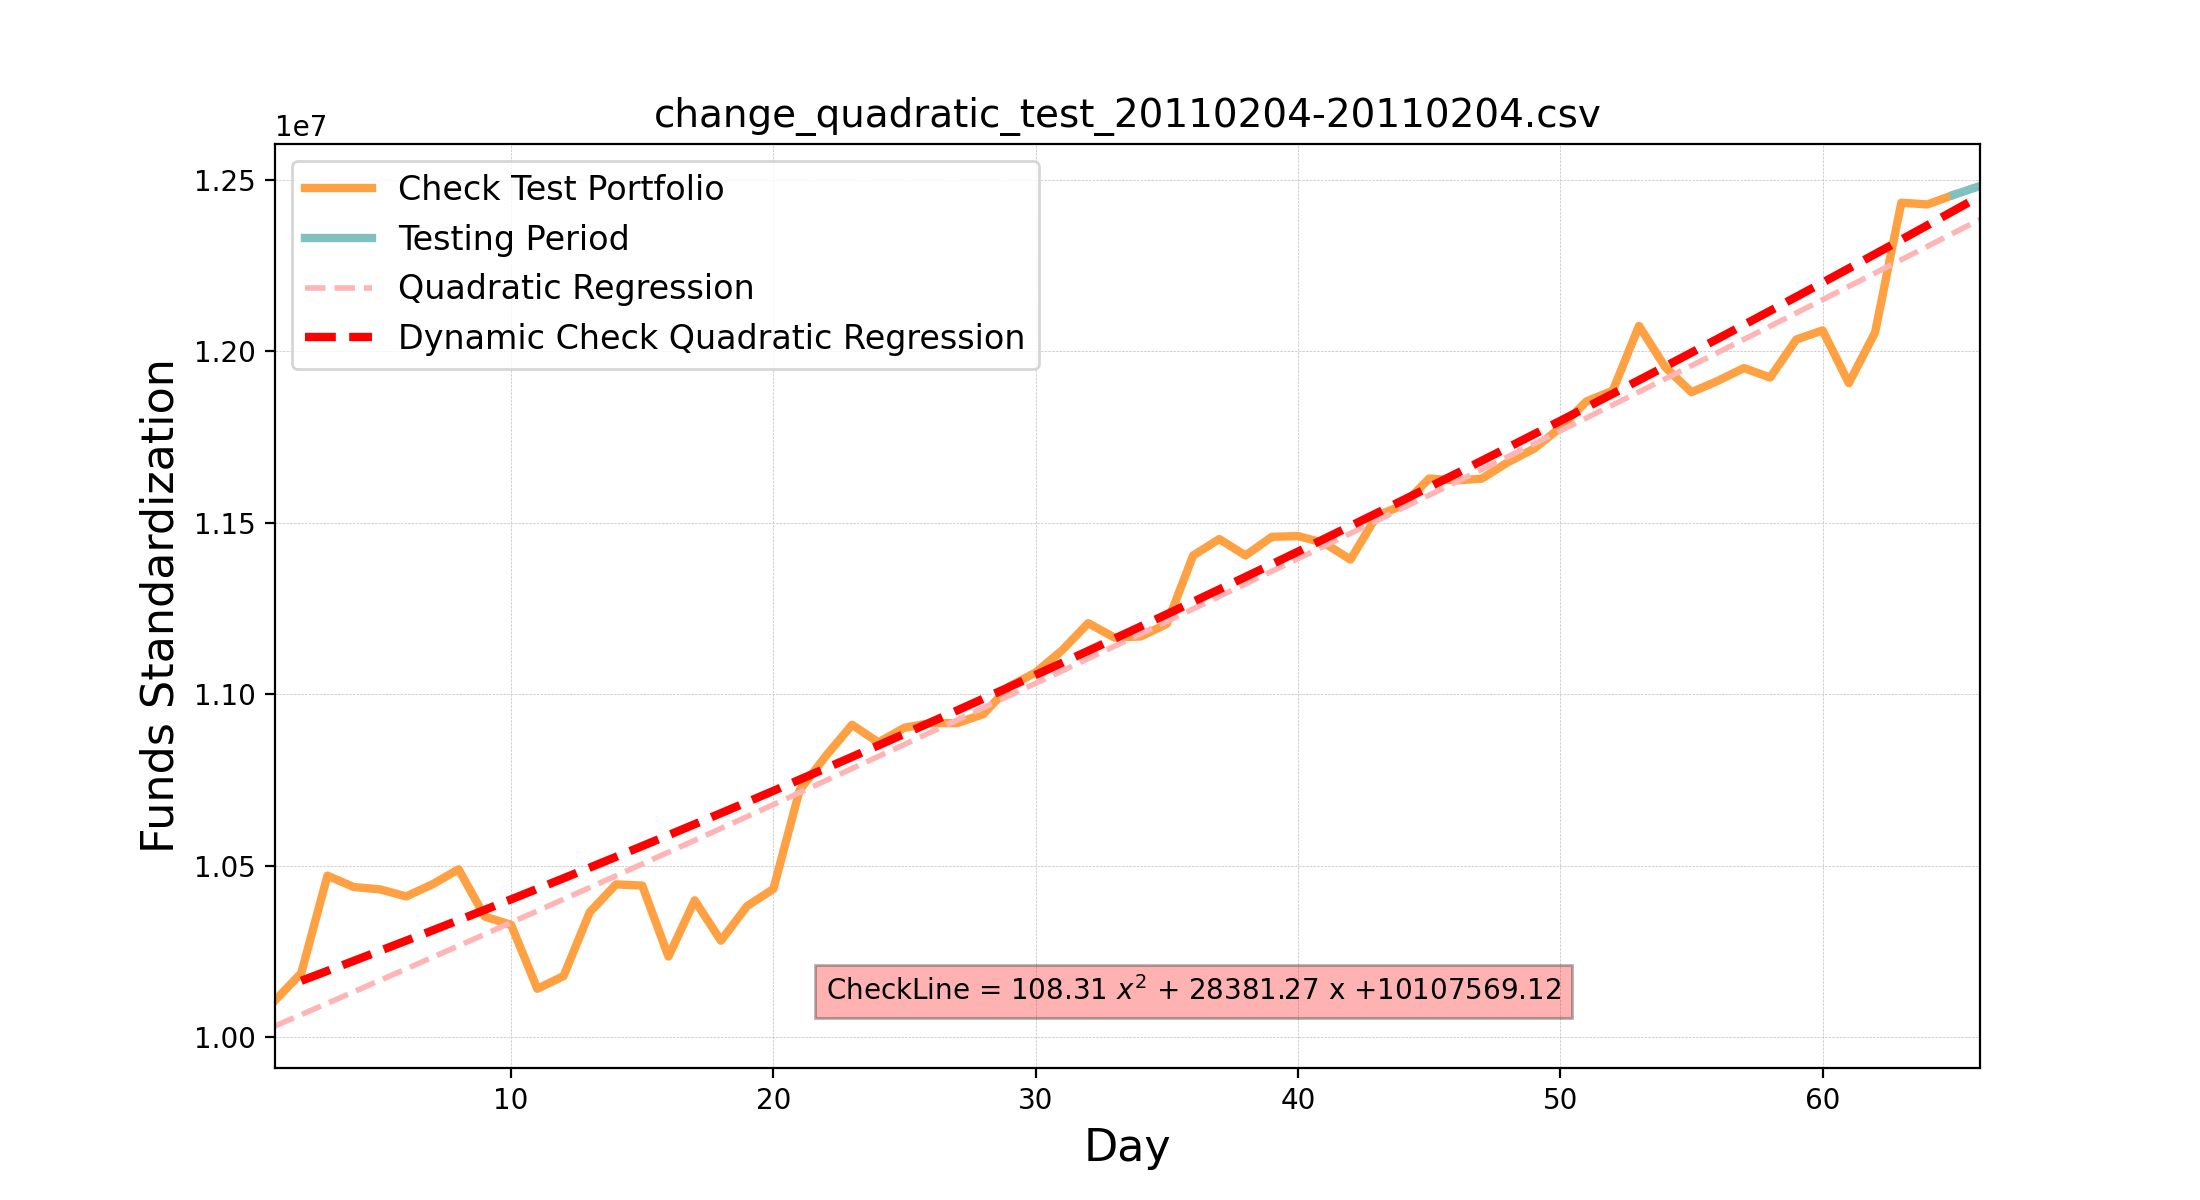 change_quadratic_test_20110204-20110204.csv
1e7
Check Test Portfolio
Testing Period
Quadratic Regression
Dynamic Check Quadratic Regression
1.25
1.20
1.15
1.10
1.05
1.00
Funds Standardization
CheckLine = 108.31 x² + 28381.27 x +10107569.12
10 20 30 40 50 60
Day